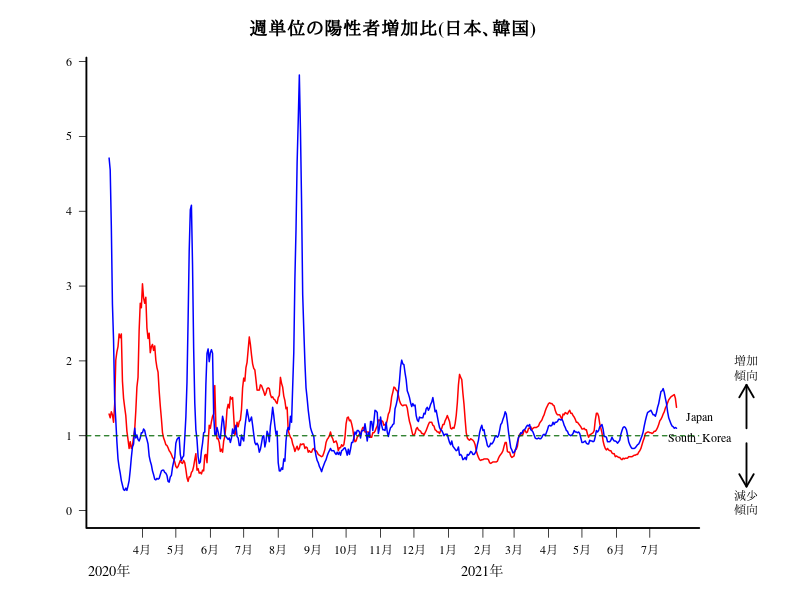 週単位の陽性者増加比(日本、韓国)
6
5
4
3
2
1
0
増加
傾向
Japan
South_Korea
減少
傾向
4月 5月 6月 7月 8月 9月 10月 11月 12月 1月 2月 3月 4月 5月 6月 7月
2020年 2021年